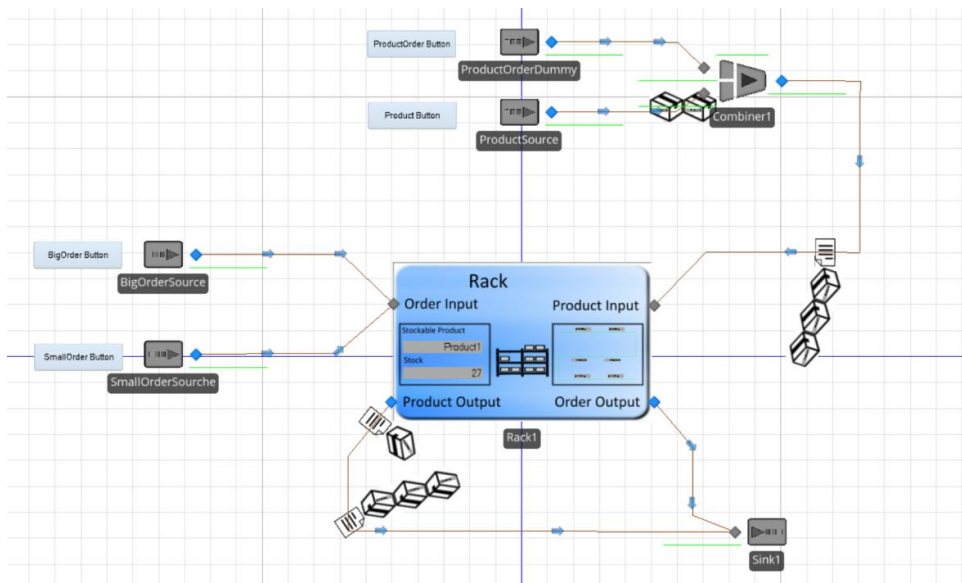 ProductOrder Button
ProductOrderDummy
Product Button
Combiner1
ProductSource
BigOrder Button
BigOrderSource
Rack
Order Input
Product Input
Stockable Product
Product1
Stock
27
SmallOrder Button
SmallOrderSourche
Product Output
Order Output
Rack1
Sink1